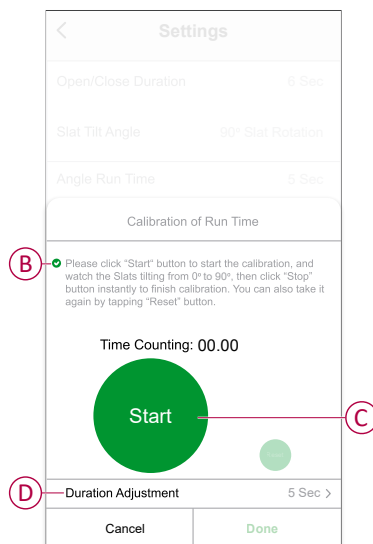 Settings
Open/Close Duration 6 Sec
Slat Tilt Angle 90º Slat Rotation
Angle Run Time 5 Sec
Calibration of Run Time
B
Please click “Start“ button to start the calibration, and
watch the Slats tilting from 0º to 90º, then click “Stop”
button instantly to finish calibration. You can also take it
again by tapping “Reset” button.
Time Counting: 00.00
Start
C
D
Duration Adjustment 5 Sec >
Cancel Done